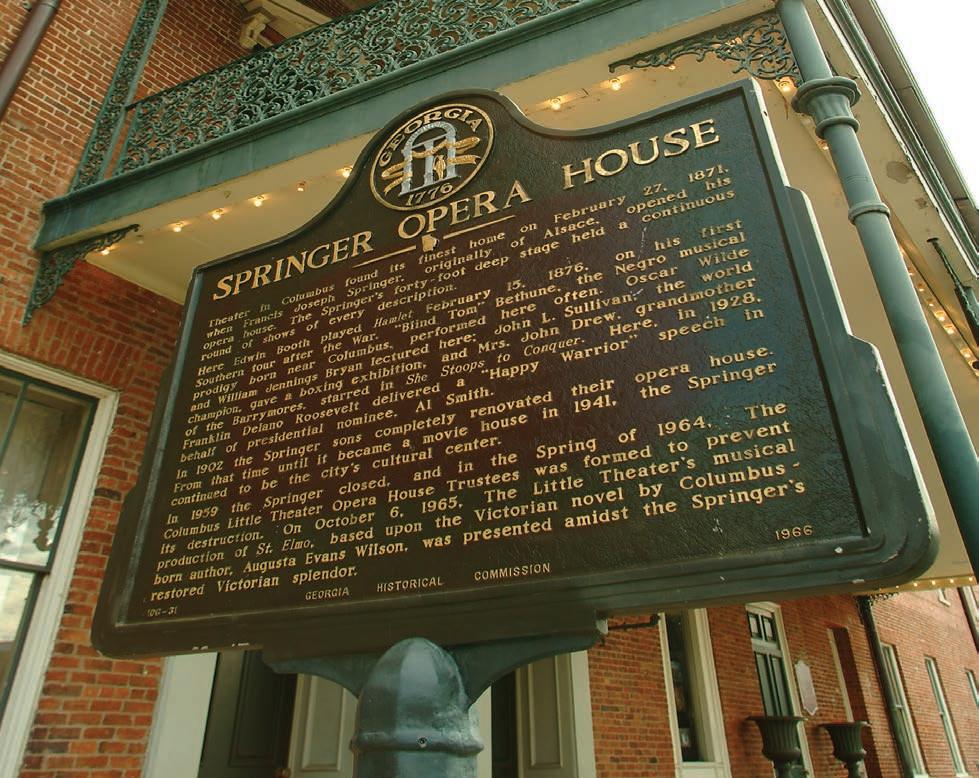 GEORGIA
1776
SPRINGER OPERA HOUSE
Theater in Columbus found its finest home on February 27, 1871,
when Francis Joseph Springer, originally of Alsace, opened his
opera house. The Springer's forty-foot deep stage held a continuous
round of shows of every description.
Here Edwin Booth played Hamlet February 15, 1876, on his first
Southern tour after the War. "Blind Tom" Bethune, the Negro musical
prodigy born near Columbus, performed here often. Oscar Wilde
and William Jennings Bryan lectured here; John L. Sullivan, the world
champion, gave a boxing exhibition; and Mrs. John Drew, grandmother
of the Barrymores, starred in She Stoops to Conquer. Here, in 1928,
Franklin Delano Roosevelt delivered a "Happy Warrior" speech in
behalf of presidential nominee, Al Smith.
In 1902 the Springer sons completely renovated their opera house.
From that time until it became a movie house in 1941, the Springer
continued to be the city's cultural center.
In 1959 the Springer closed, and in the Spring of 1964, The
Columbus Little Theater Opera House Trustees was formed to prevent
its destruction. On October 6, 1965, The Little Theater's musical
production of St. Elmo, based upon the Victorian novel by Columbus-
born author, Augusta Evans Wilson, was presented amidst the Springer's
restored Victorian splendor.
106-31 GEORGIA HISTORICAL COMMISSION 1966